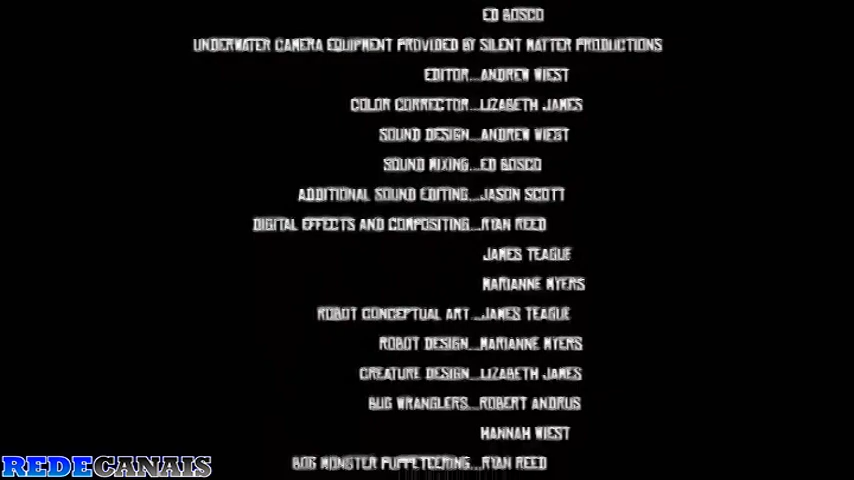 ED BOSCO
UNDERWATER CAMERA EQUIPMENT PROVIDED BY SILENT MATTER PRODUCTIONS
EDITOR...ANDREW WIEST
COLOR CORRECTOR...LIZABETH JAMES
SOUND DESIGN...ANDREW WIEST
SOUND MIXING...ED BOSCO
ADDITIONAL SOUND EDITING...JASON SCOTT
DIGITAL EFFECTS AND COMPOSITING...RYAN REED
JAMES TEAGUE
MARIANNE MYERS
ROBOT CONCEPTUAL ART...JAMES TEAGUE
ROBOT DESIGN...MARIANNE MYERS
CREATURE DESIGN...LIZABETH JAMES
BUG WRANGLERS...ROBERT ANDRUS
HANNAH WIEST
BUG MONSTER PUPPETEERING...RYAN REED
REDECANAIS